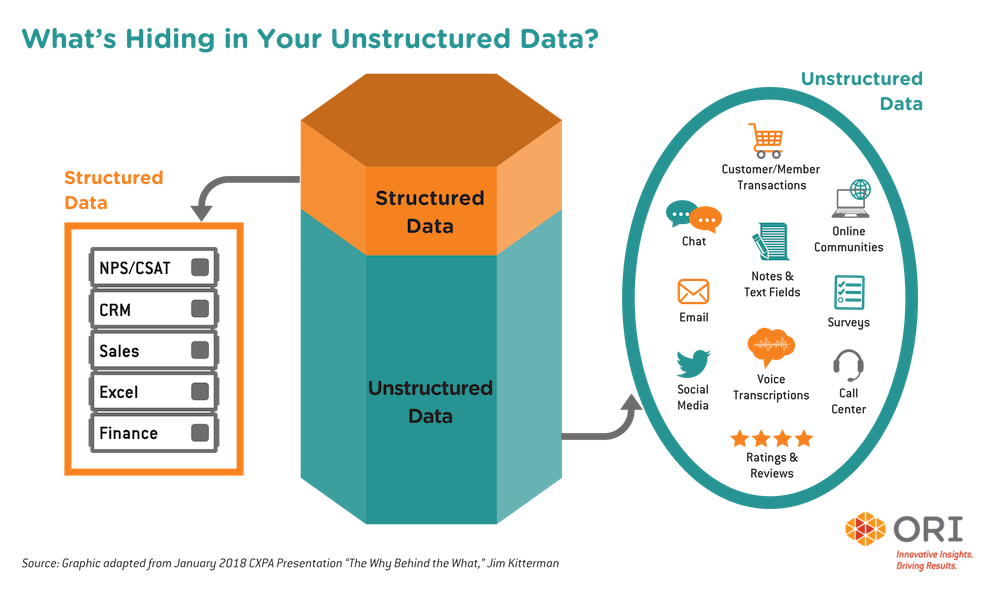 What's Hiding in Your Unstructured Data?
Structured
Data
NPS/CSAT
CRM
Sales
Excel
Finance
Structured
Data
Unstructured
Data
Unstructured
Data
Customer/Member
Transactions
Chat
Online
Communities
Notes &
Text Fields
Email
Surveys
Social
Media
Voice
Transcriptions
Call
Center
Ratings &
Reviews
ORI
Innovative Insights.
Driving Results.
Source: Graphic adapted from January 2018 CXPA Presentation "The Why Behind the What," Jim Kitterman